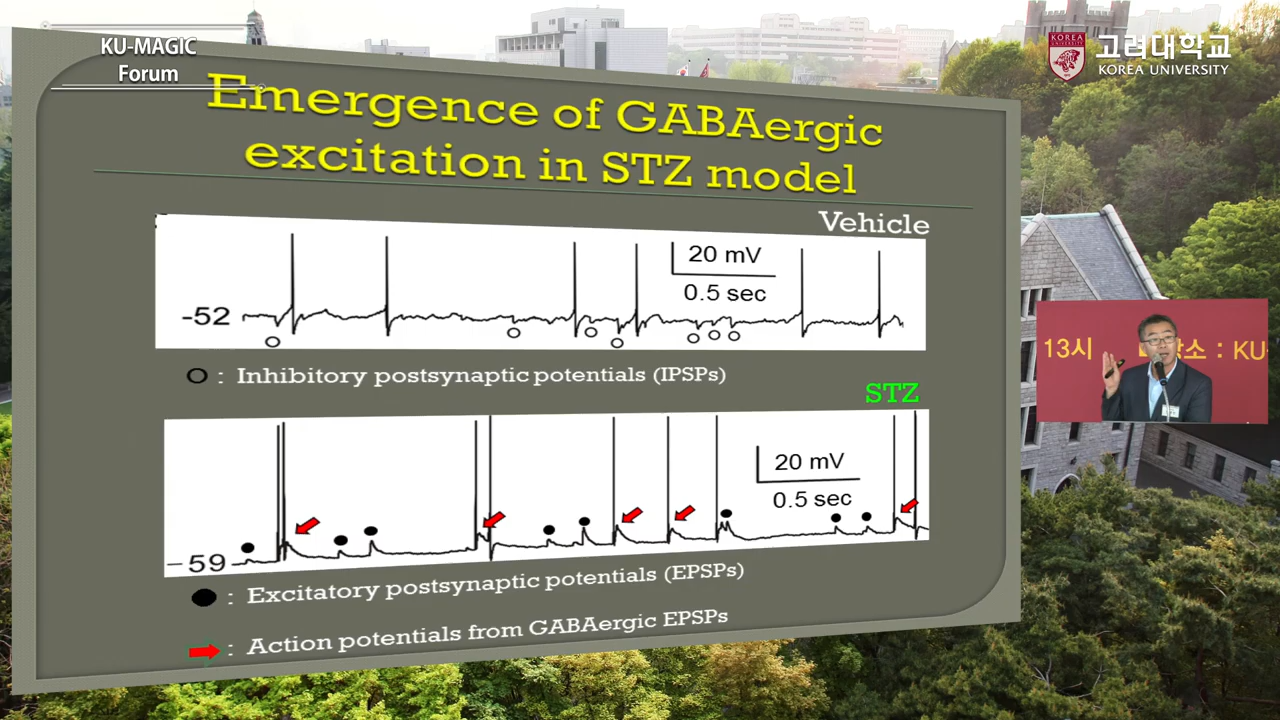 KU-MAGIC
Forum
KOREA
고려대학교
KOREA UNIVERSITY
Emergence of GABAergic
excitation in STZ model
Vehicle
20 mV
0.5 sec
-52
: Inhibitory postsynaptic potentials (IPSPs)
STZ
20 mV
0.5 sec
-59
: Excitatory postsynaptic potentials (EPSPs)
: Action potentials from GABAergic EPSPs
13시
소 : KU